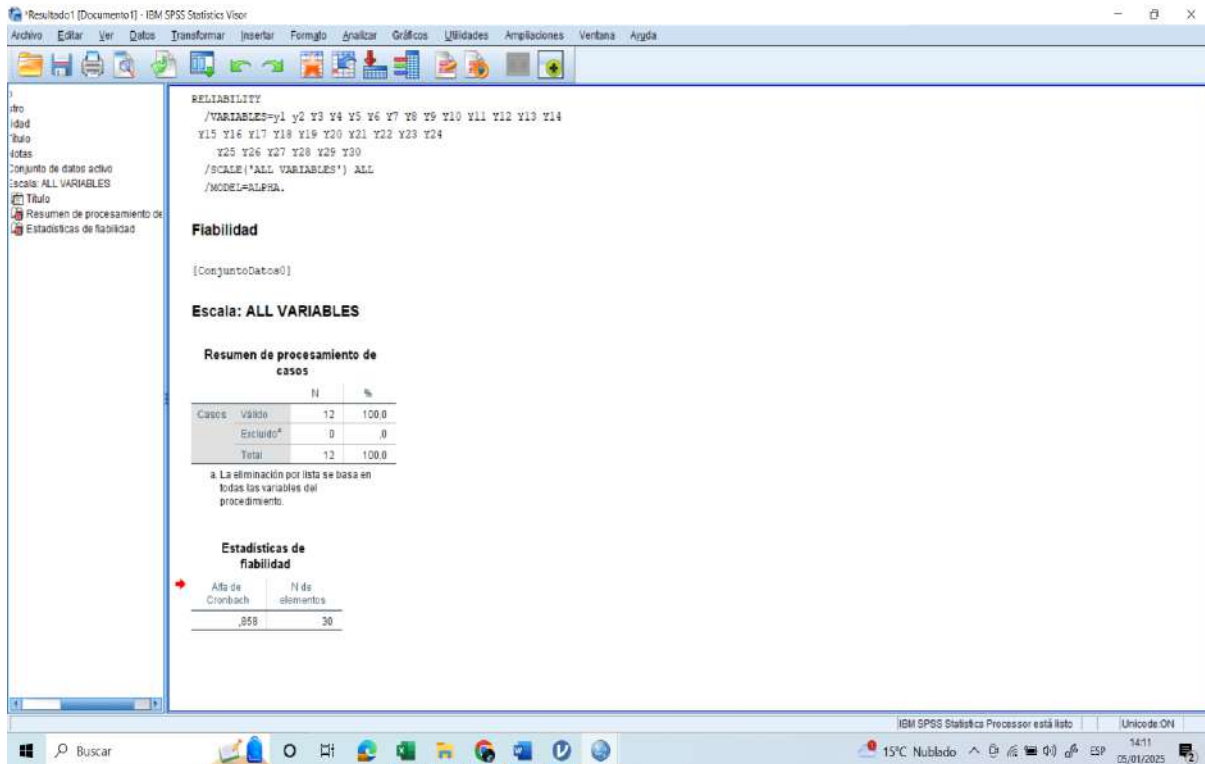 *Resultado1 [Documento1] - IBM SPSS Statistics Visor
Archivo Editar Ver Datos Transformar Insertar Formato Analizar Gráficos Utilidades Ampliaciones Ventana Ayuda
Conjunto de datos activo
Escala: ALL VARIABLES
Título
Resumen de procesamiento de
Estadísticas de fiabilidad
RELIABILITY
/VARIABLES=y1 y2 Y3 Y4 Y5 Y6 Y7 Y8 Y9 Y10 Y11 Y12 Y13 Y14
Y15 Y16 Y17 Y18 Y19 Y20 Y21 Y22 Y23 Y24
Y25 Y26 Y27 Y28 Y29 Y30
/SCALE('ALL VARIABLES') ALL
/MODEL=ALPHA.
Fiabilidad
[ConjuntoDatos0]
Escala: ALL VARIABLES
Resumen de procesamiento de
casos
N %
Casos Válido 12 100,0
Excluido a 0 ,0
Total 12 100,0
a. La eliminación por lista se basa en
todas las variables del
procedimiento.
Estadísticas de
fiabilidad
Alfa de N de
Cronbach elementos
,858 30
IBM SPSS Statistics Processor está listo Unicode:ON
Buscar
15°C Nublado ESP 14:11
05/01/2025